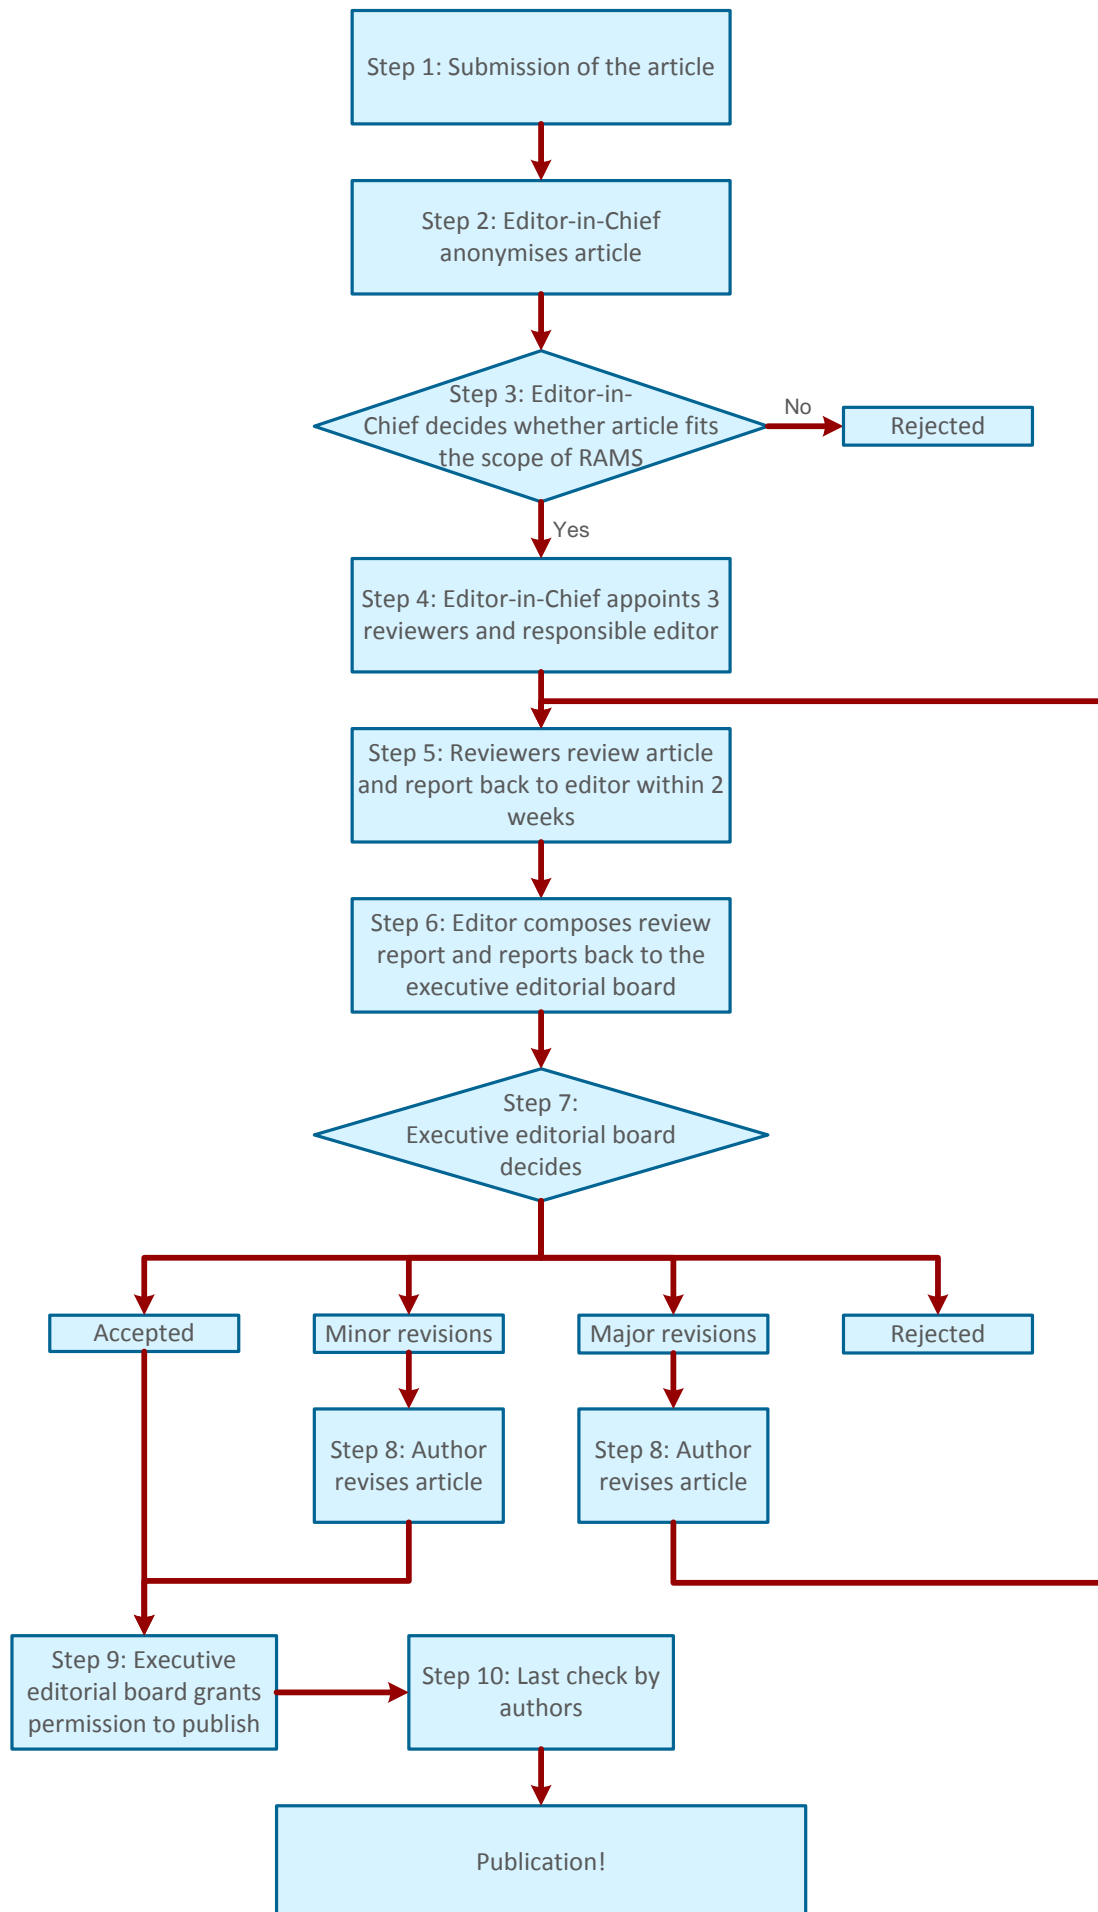 Step 1: Submission of the article
Step 2: Editor-in-Chief
anonymises article
Step 3: Editor-in-
Chief decides whether article fits
the scope of RAMS
No
Rejected
Yes
Step 4: Editor-in-Chief appoints 3
reviewers and responsible editor
Step 5: Reviewers review article
and report back to editor within 2
weeks
Step 6: Editor composes review
report and reports back to the
executive editorial board
Step 7:
Executive editorial board
decides
Accepted
Minor revisions
Major revisions
Rejected
Step 8: Author
revises article
Step 8: Author
revises article
Step 9: Executive
editorial board grants
permission to publish
Step 10: Last check by
authors
Publication!